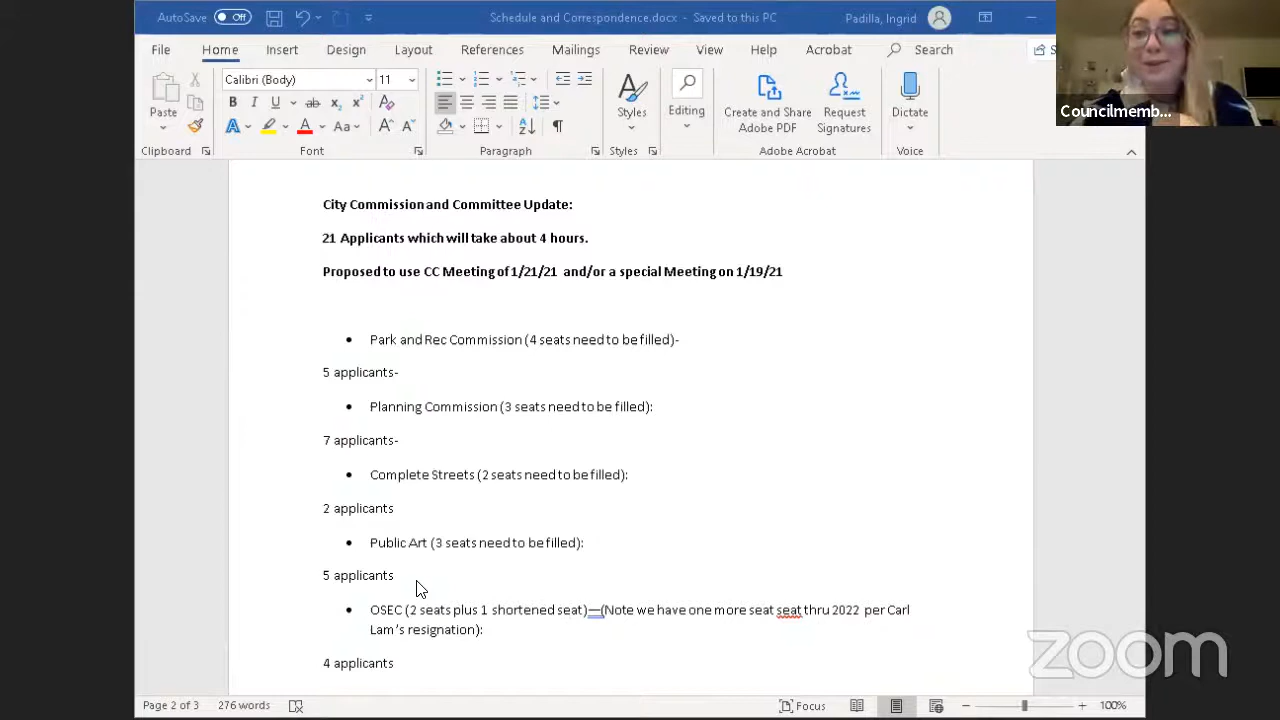 AutoSave Off Schedule and Correspondence.docx - Saved to this PC Padilla, Ingrid
File Home Insert Design Layout References Mailings Review View Help Acrobat Search S
Calibri (Body) 11
Paste Styles Editing Create and Share Adobe PDF Request Signatures Dictate
Clipboard Font Paragraph Styles Adobe Acrobat Voice
Councilmemb...
City Commission and Committee Update:
21 Applicants which will take about 4 hours.
Proposed to use CC Meeting of 1/21/21 and/or a special Meeting on 1/19/21
• Park and Rec Commission (4 seats need to be filled)-
5 applicants-
• Planning Commission (3 seats need to be filled):
7 applicants-
• Complete Streets (2 seats need to be filled):
2 applicants
• Public Art (3 seats need to be filled):
5 applicants
• OSEC (2 seats plus 1 shortened seat)—(Note we have one more seat seat thru 2022 per Carl
Lam's resignation):
4 applicants
zoom
Page 2 of 3 276 words Focus 100%